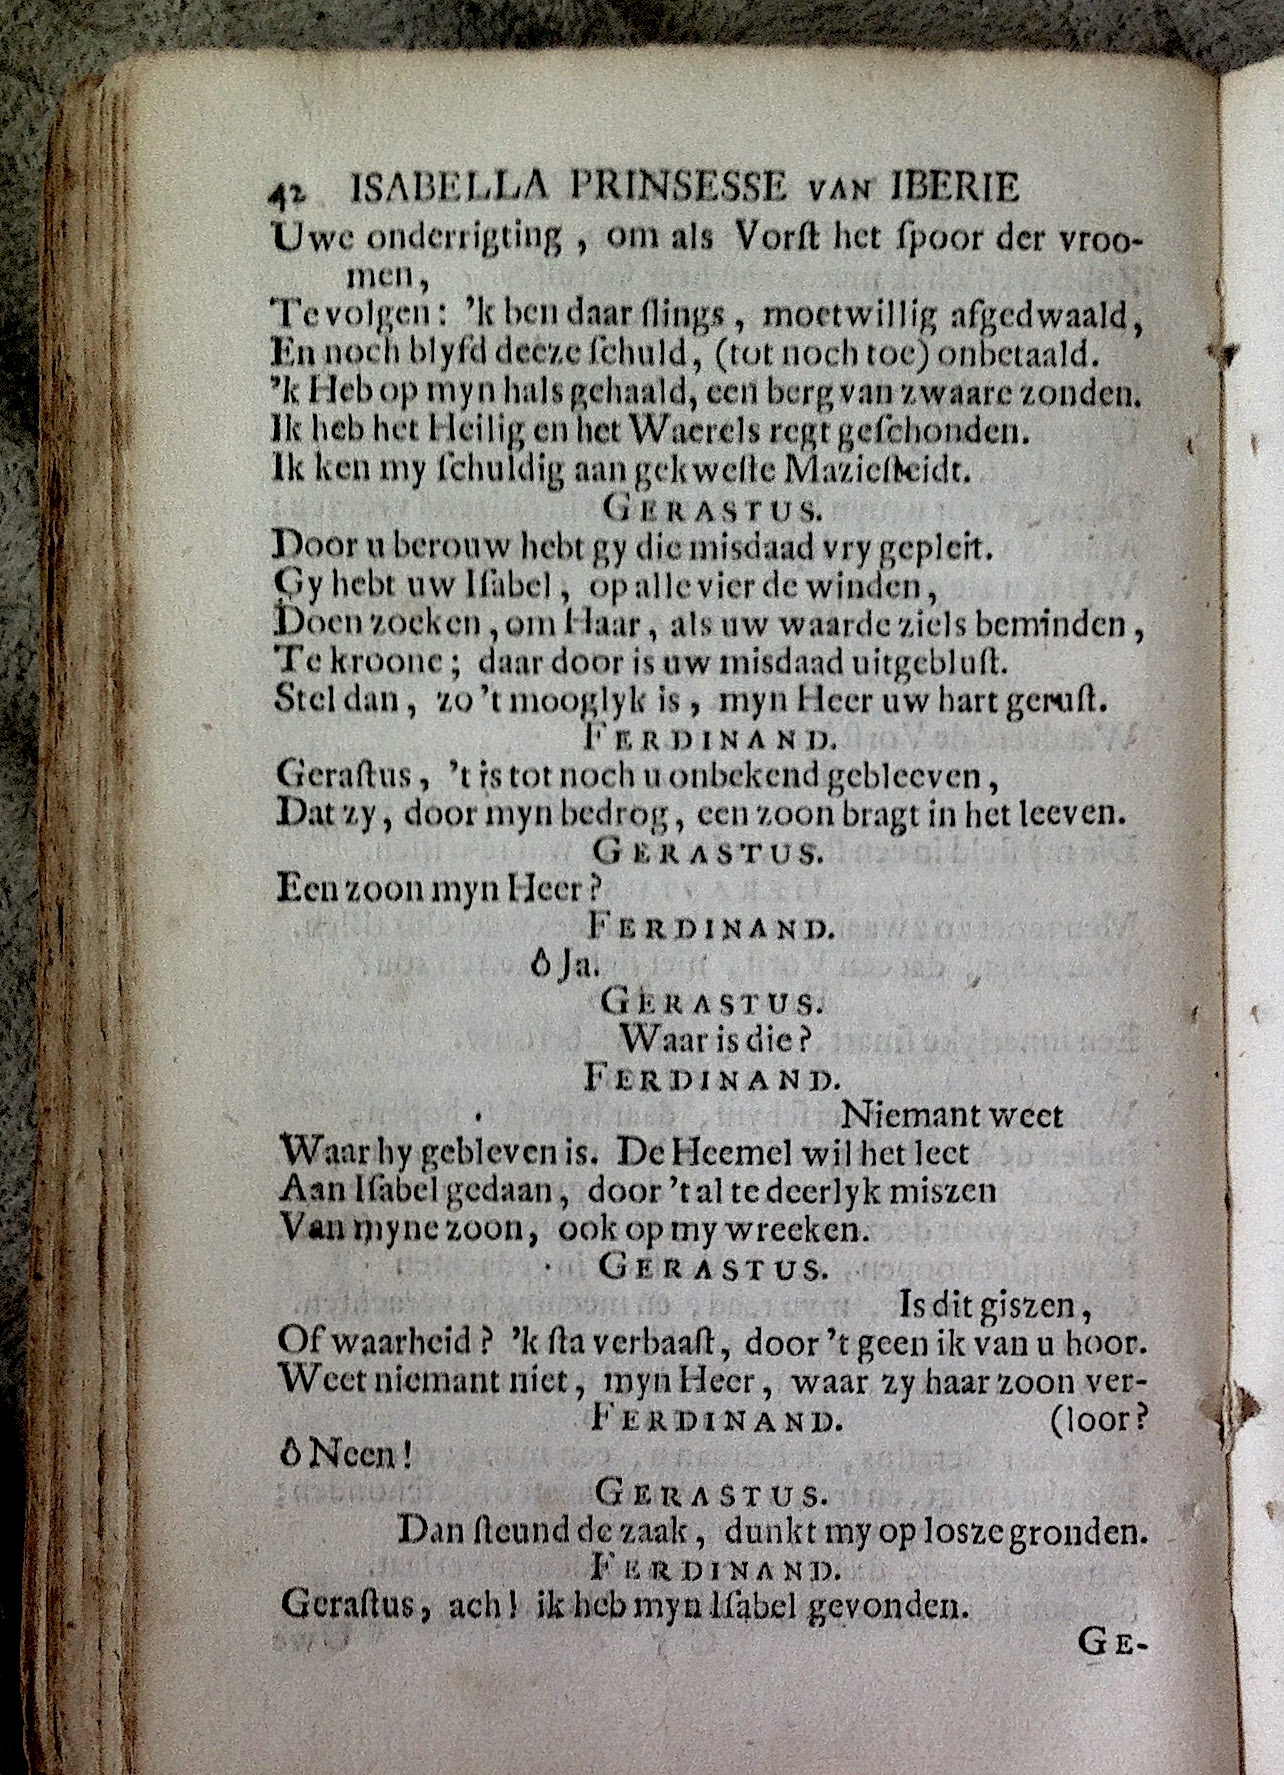 42 ISABELLA PRINSESSE VAN IBERIE
Uwe onderrigting, om als Vorſt het ſpoor der vroo-
men,
Te volgen: 'k ben daar ſlings, moetwillig afgedwaald,
En noch blyfd deeze ſchuld, (tot noch toe) onbetaald.
'k Heb op myn hals gehaald, een berg van zwaare zonden.
Ik heb het Heilig en het Waerels regt geſchonden.
Ik ken my ſchuldig aan gekweſte Mazieſteidt.
GERASTUS.
Door u berouw hebt gy die misdaad vry gepleit.
Gy hebt uw Iſabel, op alle vier de winden,
Doen zoeken, om Haar, als uw waarde ziels beminden,
Te kroone; daar door is uw misdaad uitgebluſt.
Stel dan, zo 't mooglyk is, myn Heer uw hart geruſt.
FERDINAND.
Geraſtus, 't is tot noch u onbekend gebleeven,
Dat zy, door myn bedrog, een zoon bragt in het leeven.
GERASTUS.
Een zoon myn Heer?
FERDINAND.
ô Ja.
GERASTUS.
Waar is die?
FERDINAND.
Niemant weet
Waar hy gebleven is. De Heemel wil het leet
Aan Iſabel gedaan, door 't al te deerlyk miszen
Van myne zoon, ook op my wreeken.
GERASTUS.
Is dit giszen,
Of waarheid? 'k ſta verbaaſt, door 't geen ik van u hoor.
Weet niemant niet, myn Heer, waar zy haar zoon ver-
FERDINAND. (loor?
ô Neen!
GERASTUS.
Dan ſteund de zaak, dunkt my op losze gronden.
FERDINAND.
Geraſtus, ach! ik heb myn Iſabel gevonden.
GE-